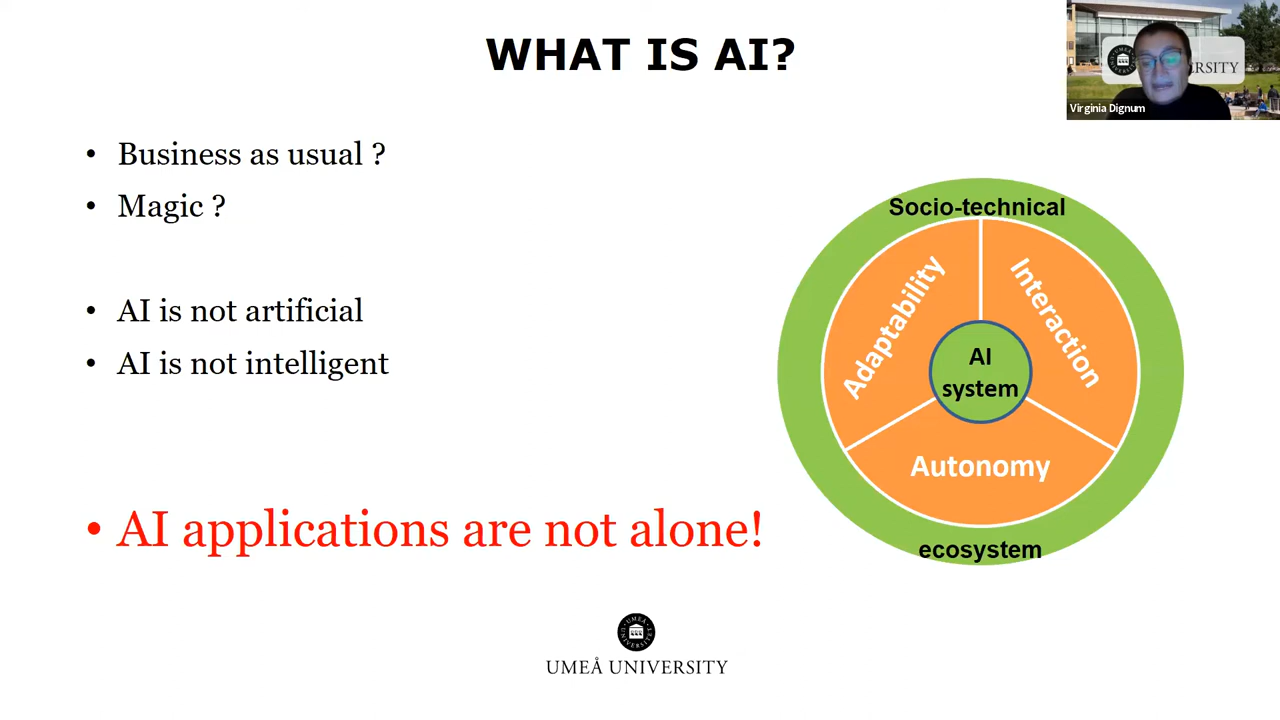 WHAT IS AI?
Virginia Dignum
• Business as usual ?
• Magic ?
• AI is not artificial
• AI is not intelligent
• AI applications are not alone!
Socio-technical
Adaptability
Interaction
AI
system
Autonomy
ecosystem
UMEÅ UNIVERSITY